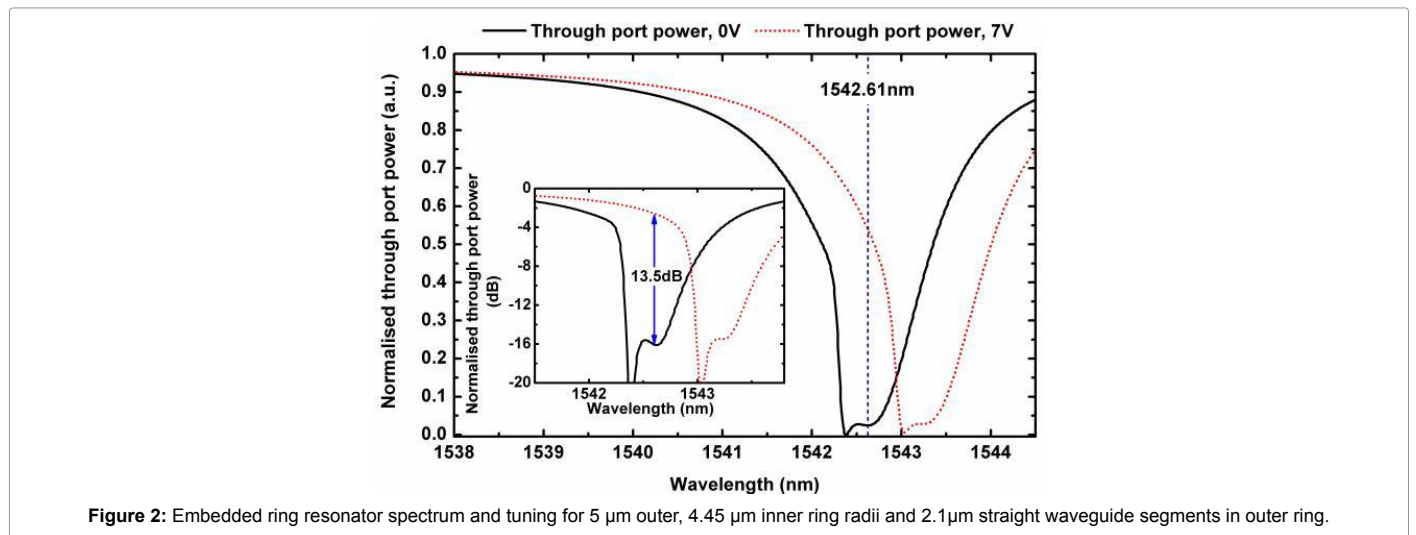 Through port power, 0V Through port power, 7V
Normalised through port power (a.u.)
1.0
0.9
0.8
0.7
0.6
0.5
0.4
0.3
0.2
0.1
0.0
1542.61nm
Normalised through port power
(dB)
0
-4
-8
-12
-16
-20
13.5dB
1542 1543
Wavelength (nm)
1538 1539 1540 1541 1542 1543 1544
Wavelength (nm)
Figure 2: Embedded ring resonator spectrum and tuning for 5 µm outer, 4.45 µm inner ring radii and 2.1µm straight waveguide segments in outer ring.